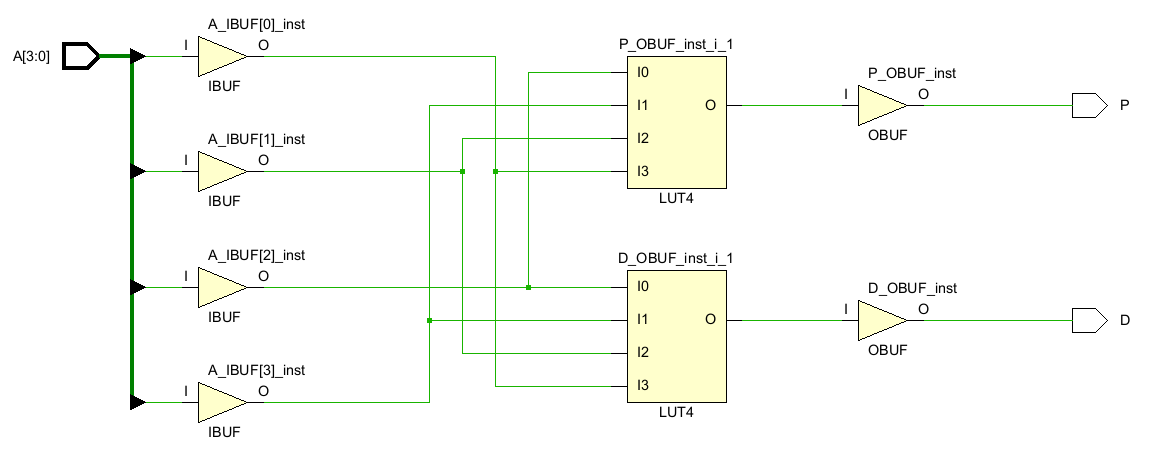 A[3:0]
A_IBUF[0]_inst
I
O
IBUF
A_IBUF[1]_inst
I
O
IBUF
A_IBUF[2]_inst
I
O
IBUF
A_IBUF[3]_inst
I
O
IBUF
P_OBUF_inst_i_1
I0
I1
O
I2
I3
LUT4
P_OBUF_inst
I
O
OBUF
P
D_OBUF_inst_i_1
I0
I1
O
I2
I3
LUT4
D_OBUF_inst
I
O
OBUF
D